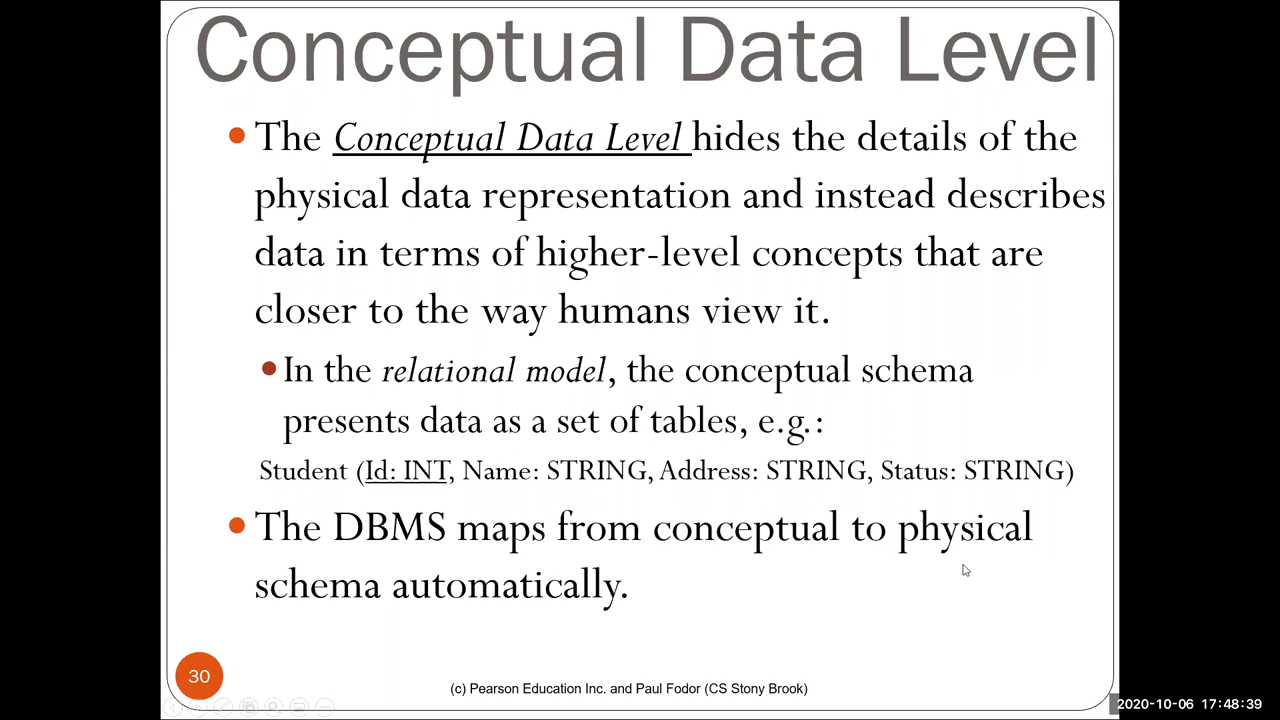 Conceptual Data Level
The Conceptual Data Level hides the details of the
physical data representation and instead describes
data in terms of higher-level concepts that are
closer to the way humans view it.
In the relational model, the conceptual schema
presents data as a set of tables, e.g.:
Student (Id: INT, Name: STRING, Address: STRING, Status: STRING)
The DBMS maps from conceptual to physical
schema automatically.
30
(c) Pearson Education Inc. and Paul Fodor (CS Stony Brook)
2020-10-06 17:48:39